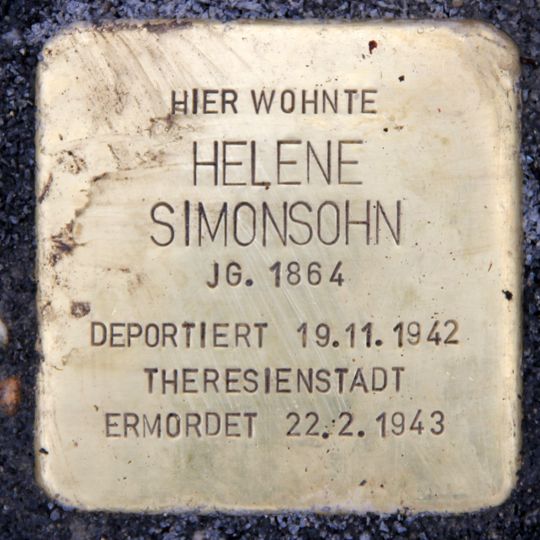 HIER WOHNTE
HELENE
SIMONSOHN
JG. 1864
DEPORTIERT 19.11.1942
THERESIENSTADT
ERMORDET 22.2.1943